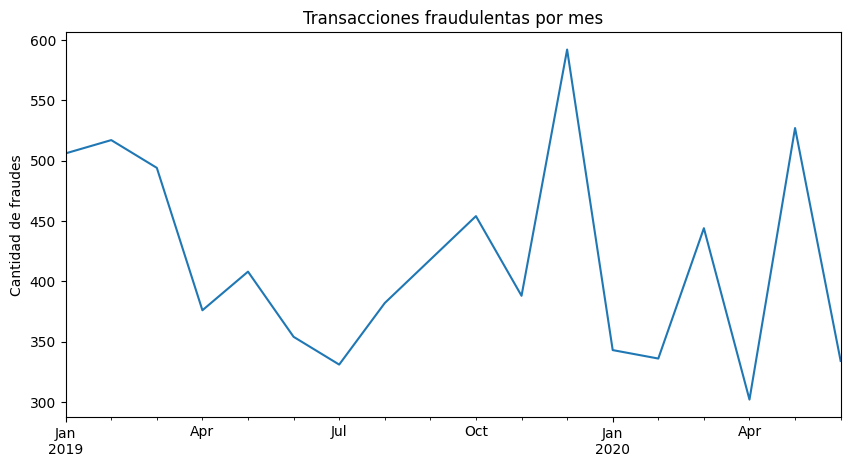 Transacciones fraudulentas por mes
Cantidad de fraudes
600
550
500
450
400
350
300
Jan Apr Jul Oct Jan Apr
2019 2020